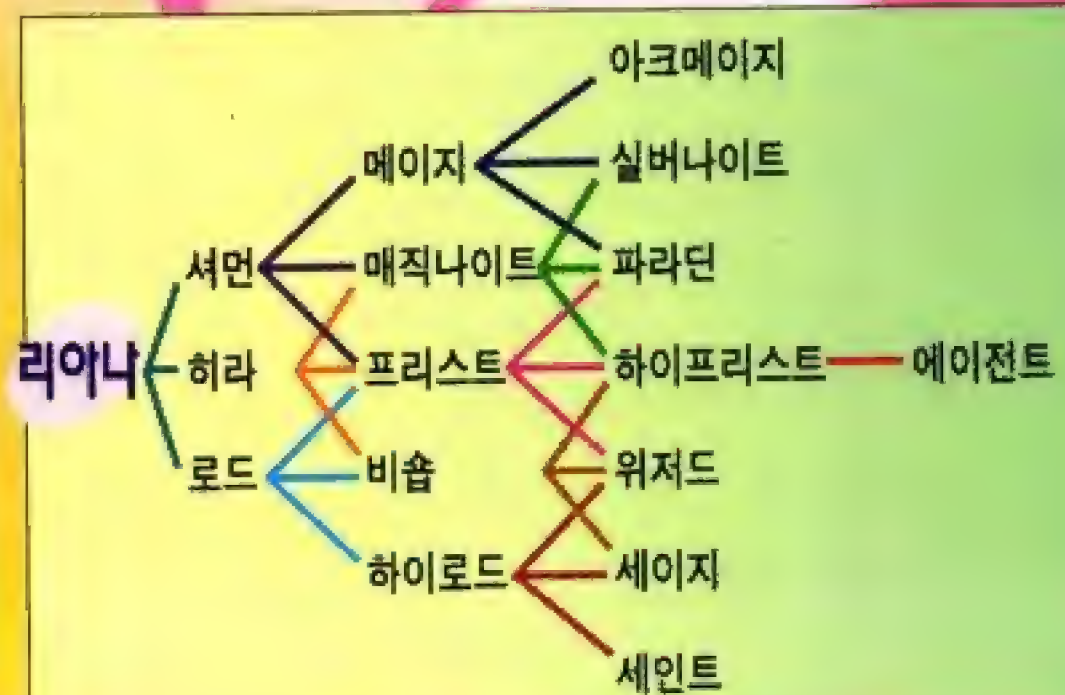 아크메이지
메이지 실버나이트
셔먼 매직나이트 파라딘
리아나 히라 프리스트 하이프리스트 에이전트
로드 비숍 위저드
하이로드 세이지
세인트